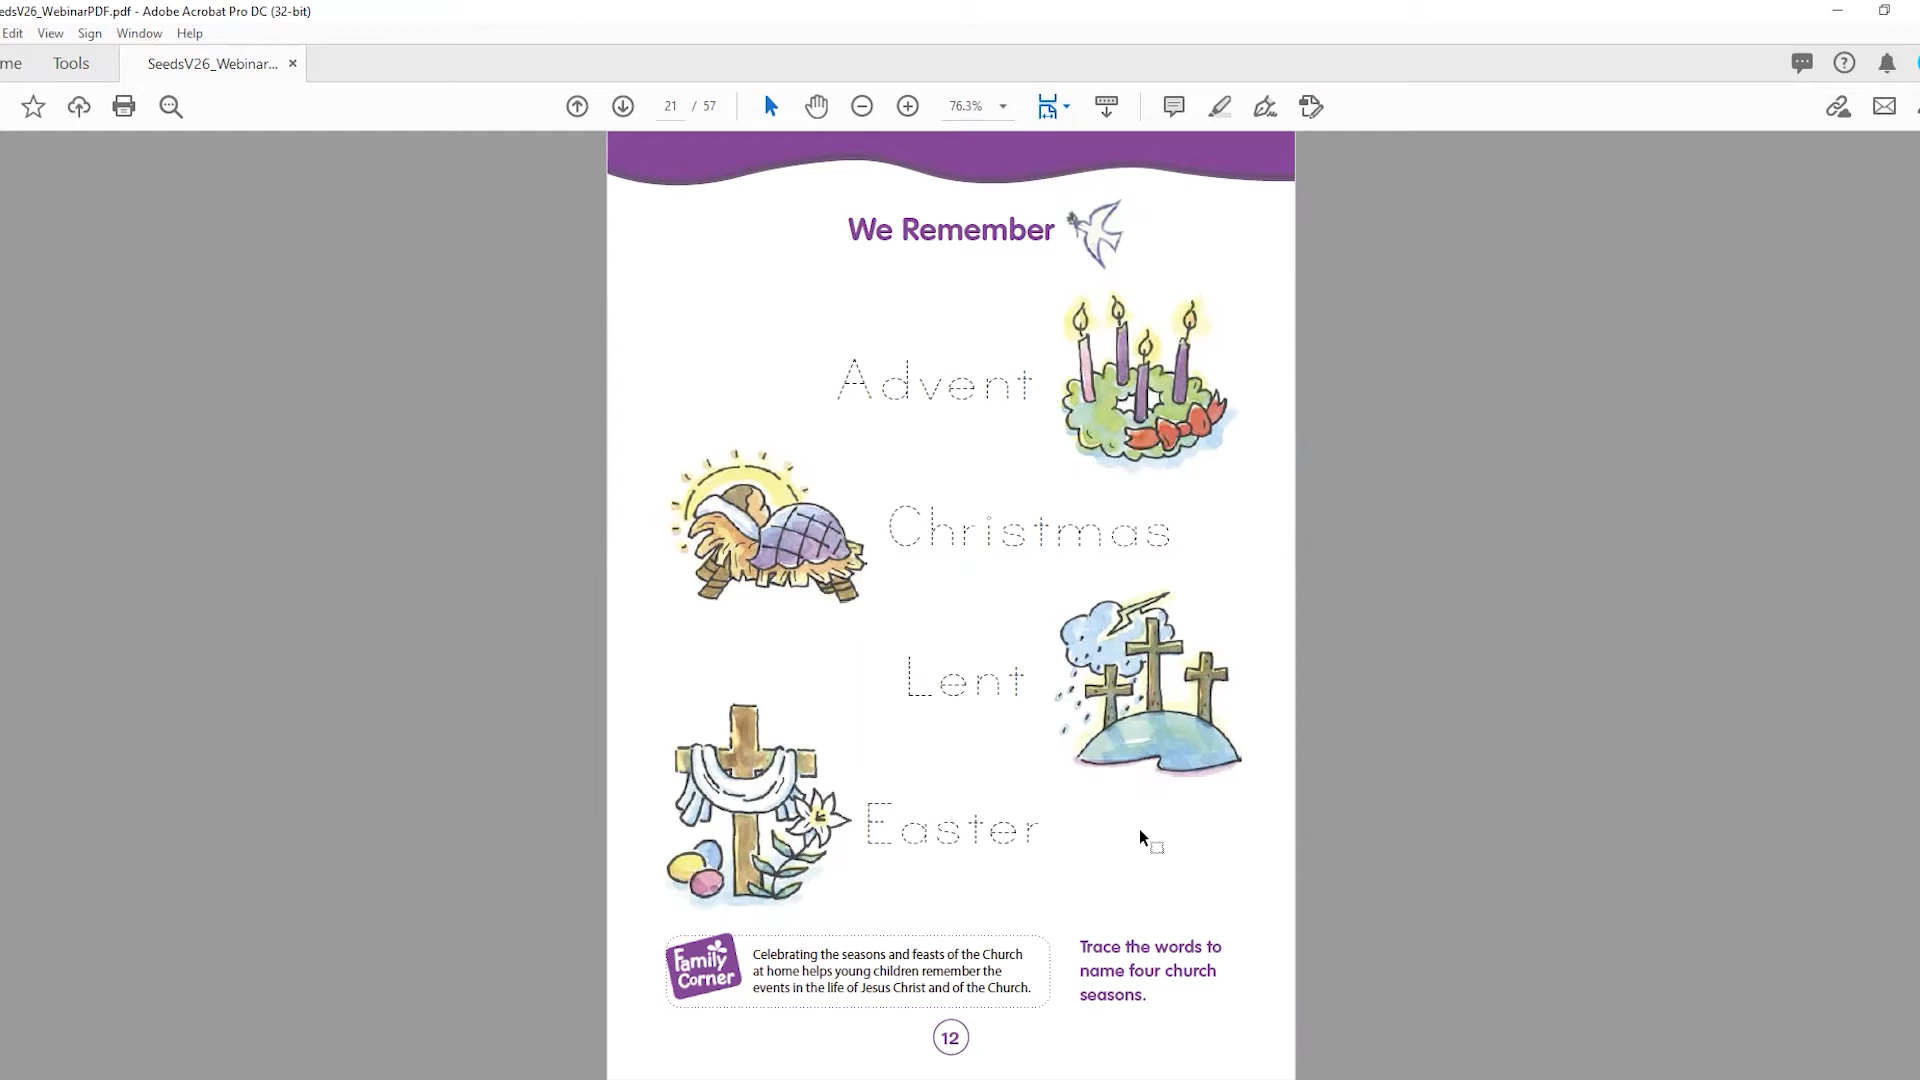 edsV26_WebinarPDF.pdf - Adobe Acrobat Pro DC (32-bit)
Edit View Sign Window Help
me Tools SeedsV26_Webinar... ×
21 / 57 76.3%
We Remember
Advent
Christmas
Lent
Easter
Family
Corner
Celebrating the seasons and feasts of the Church
at home helps young children remember the
events in the life of Jesus Christ and of the Church.
Trace the words to
name four church
seasons.
12